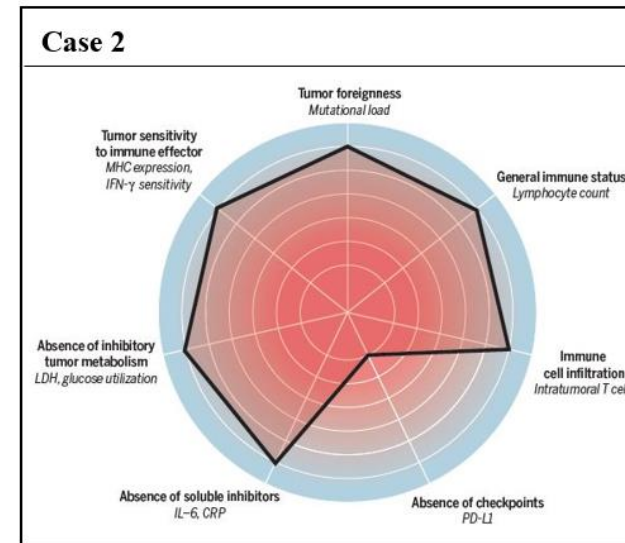 Case 2
Tumor foreignness
Mutational load
Tumor sensitivity
to immune effector
MHC expression,
IFN-γ sensitivity
General immune status
Lymphocyte count
Absence of inhibitory
tumor metabolism
LDH, glucose utilization
Immune
cell infiltration
Intratumoral T cel
Absence of soluble inhibitors
IL-6, CRP
Absence of checkpoints
PD-L1